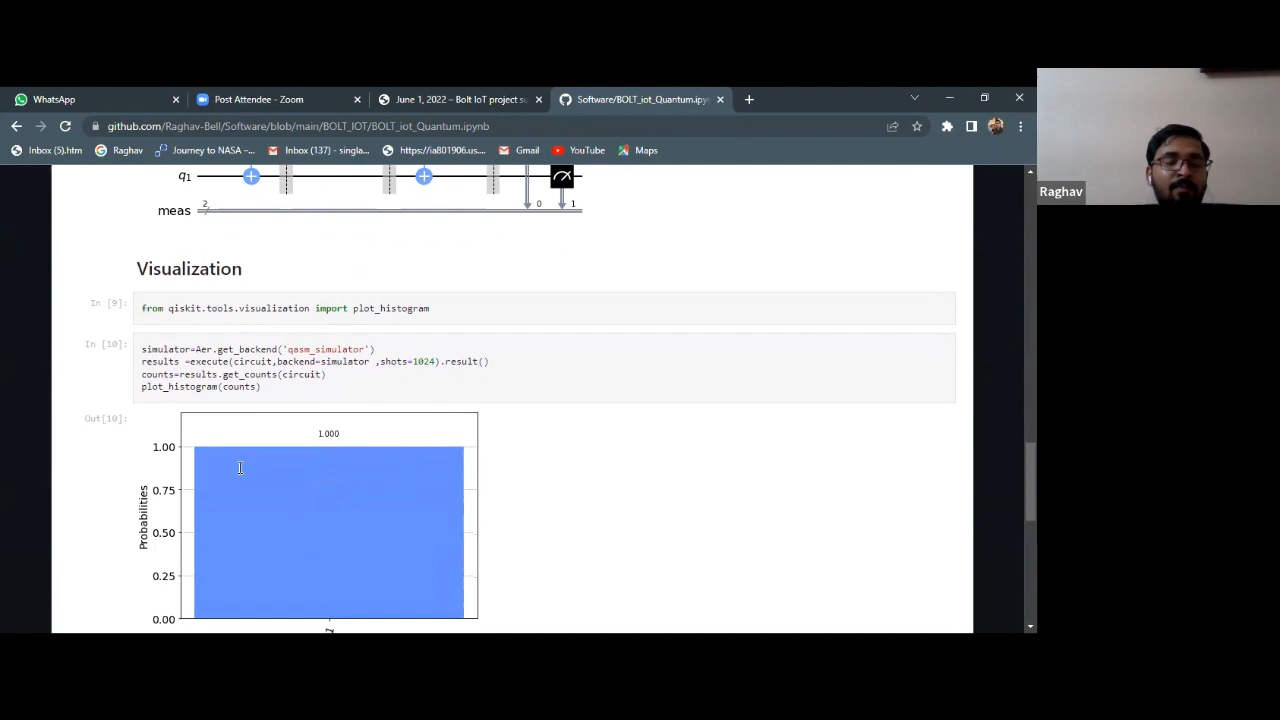 WhatsApp
Post Attendee - Zoom
June 1, 2022 – Bolt IoT project su
Software/BOLT_iot_Quantum.ipyn
github.com/Raghav-Bell/Software/blob/main/BOLT_IOT/BOLT_iot_Quantum.ipynb
Inbox (5).htm
Raghav
Journey to NASA –...
Inbox (137) - singla...
https://ia801906.us....
Gmail
YouTube
Maps
Raghav
q1
meas
2
0
1
Visualization
In [9]:
from qiskit.tools.visualization import plot_histogram
In [10]:
simulator=Aer.get_backend('qasm_simulator')
results =execute(circuit,backend=simulator ,shots=1024).result()
counts=results.get_counts(circuit)
plot_histogram(counts)
Out[10]:
1.000
1.00
0.75
0.50
0.25
0.00
Probabilities